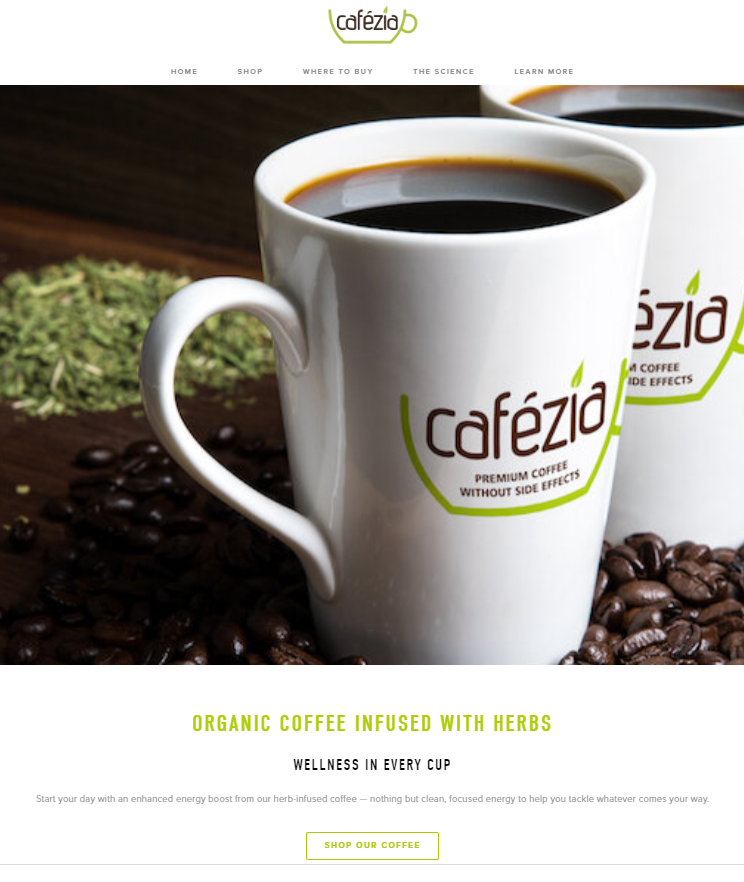 cafézia
HOME SHOP WHERE TO BUY THE SCIENCE LEARN MORE
cafézia
PREMIUM COFFEE
WITHOUT SIDE EFFECTS
ézia
M COFFEE
IDE EFFECTS
ORGANIC COFFEE INFUSED WITH HERBS
WELLNESS IN EVERY CUP
Start your day with an enhanced energy boost from our herb-infused coffee — nothing but clean, focused energy to help you tackle whatever comes your way.
SHOP OUR COFFEE